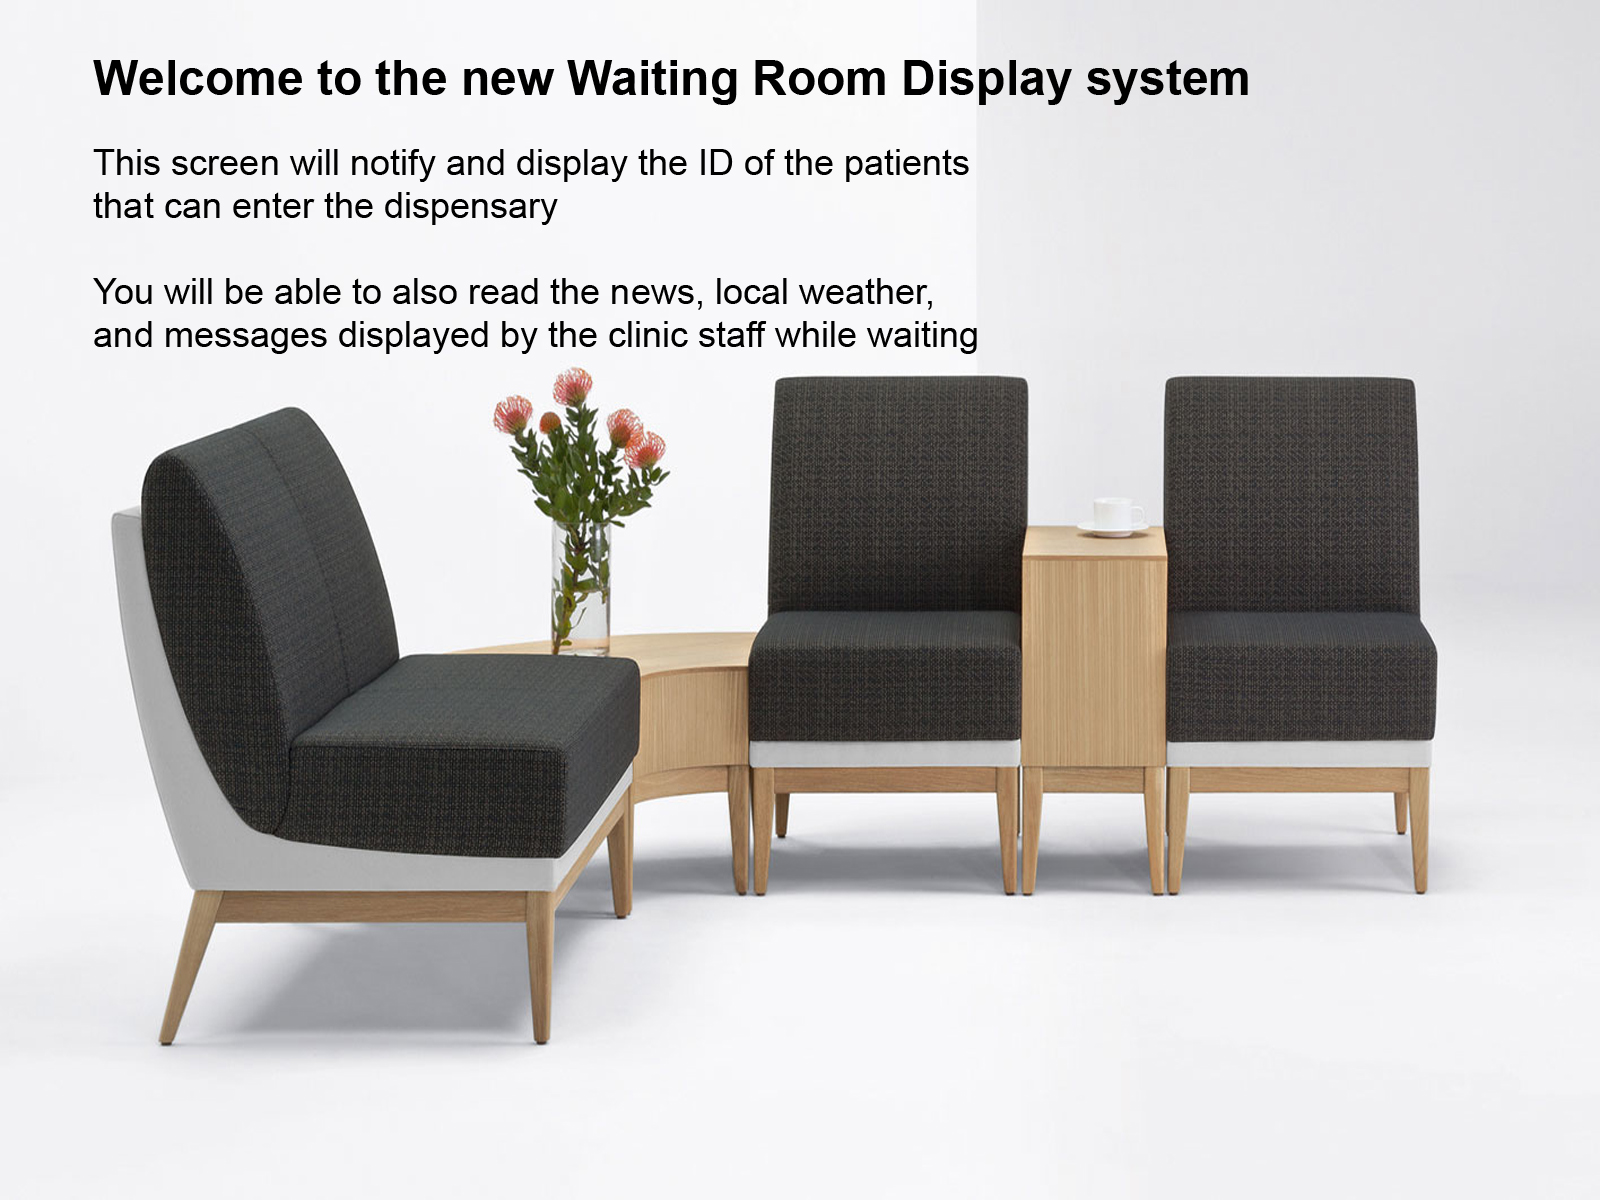 Welcome to the new Waiting Room Display system
This screen will notify and display the ID of the patients
that can enter the dispensary
You will be able to also read the news, local weather,
and messages displayed by the clinic staff while waiting